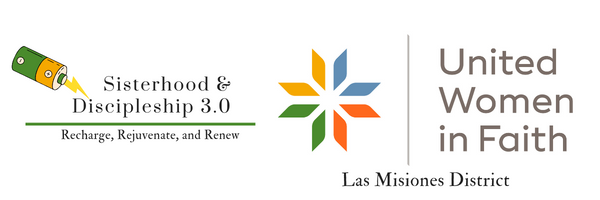 Sisterhood &
Discipleship 3.0
Recharge, Rejuvenate, and Renew
United
Women
in Faith
Las Misiones District